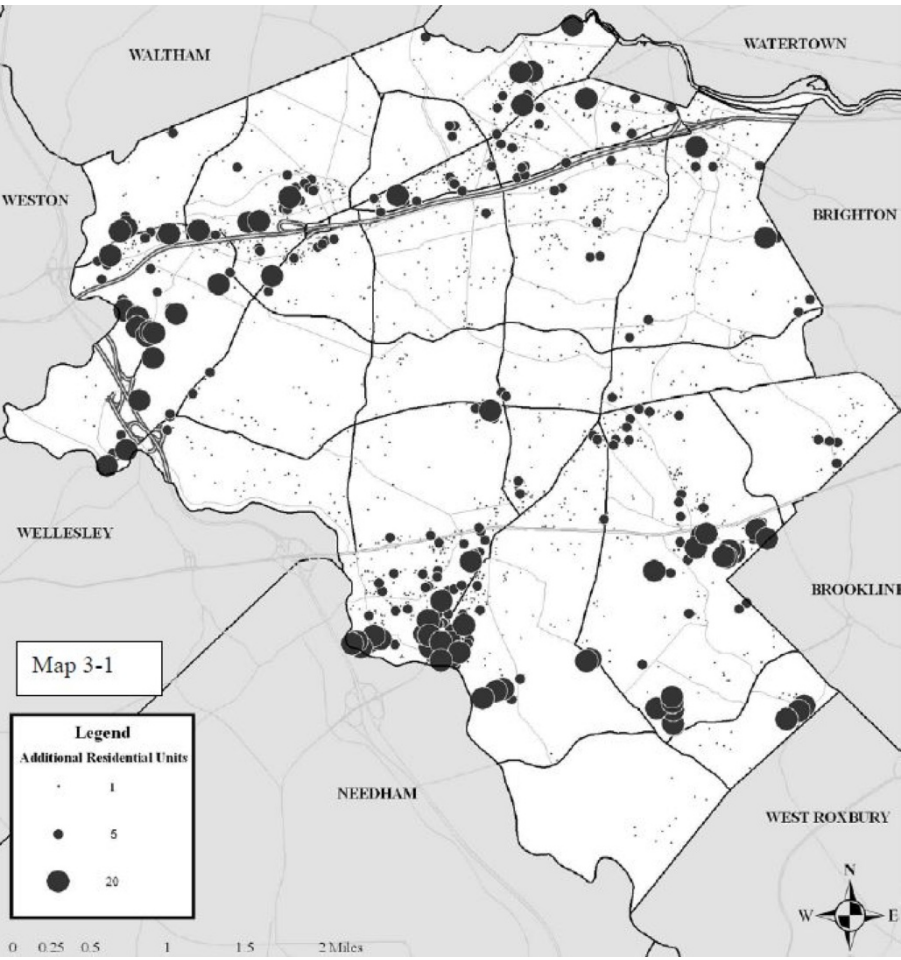 WALTHAM
WATERTOWN
WESTON
BRIGHTON
WELLESLEY
BROOKLINE
Map 3-1
Legend
Additional Residential Units
1
5
20
NEEDHAM
WEST ROXBURY
N
W E
S
0 0.25 0.5 1 1.5 2 Miles